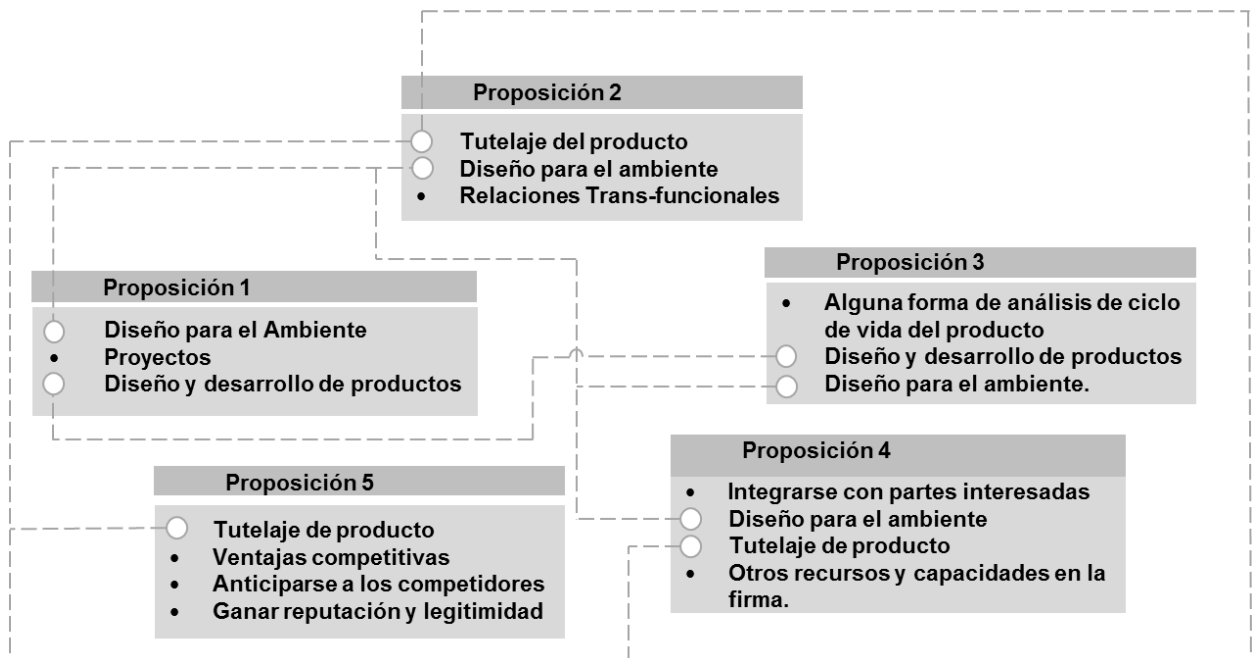 Proposición 2
Tutelaje del producto
Diseño para el ambiente
• Relaciones Trans-funcionales
Proposición 1
Diseño para el Ambiente
• Proyectos
Diseño y desarrollo de productos
Proposición 3
• Alguna forma de análisis de ciclo
de vida del producto
Diseño y desarrollo de productos
Diseño para el ambiente.
Proposición 5
Tutelaje de producto
• Ventajas competitivas
• Anticiparse a los competidores
• Ganar reputación y legitimidad
Proposición 4
• Integrarse con partes interesadas
Diseño para el ambiente
Tutelaje de producto
• Otros recursos y capacidades en la
firma.